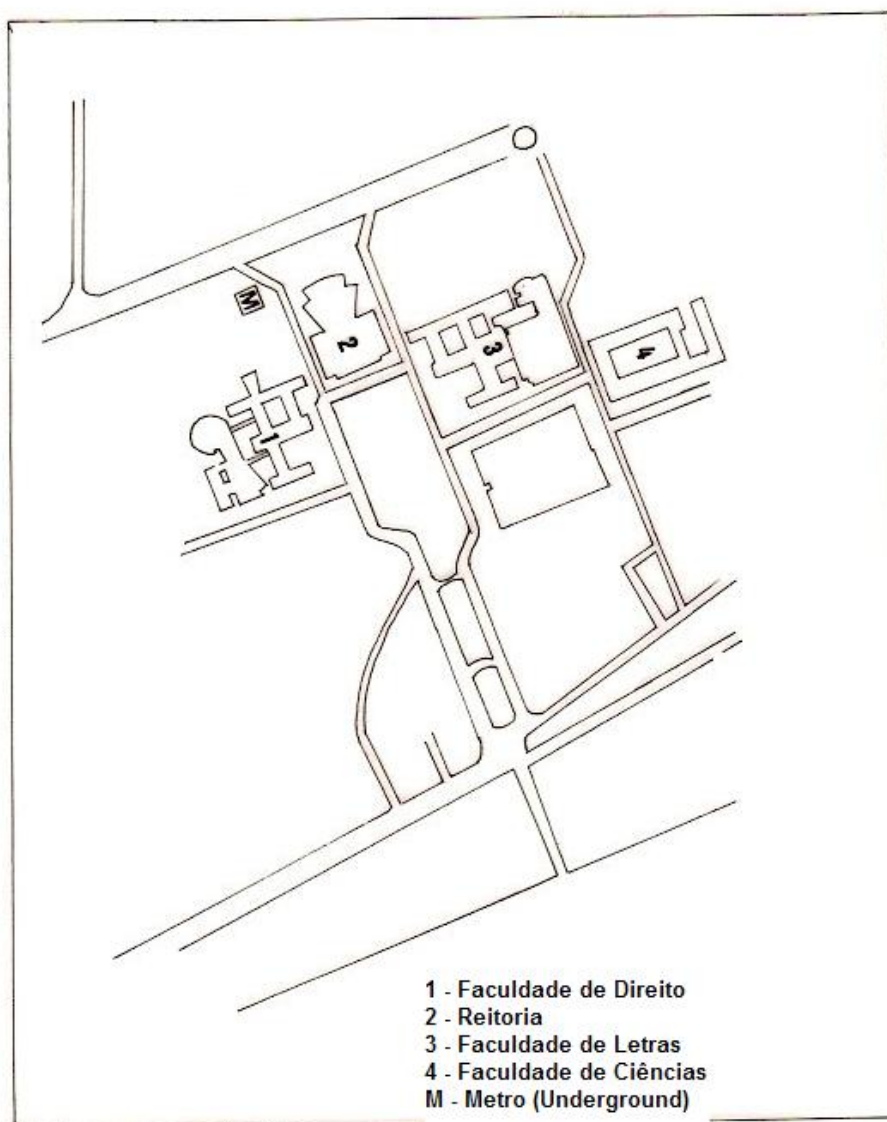 M
2
3
4
1
1 - Faculdade de Direito
2 - Reitoria
3 - Faculdade de Letras
4 - Faculdade de Ciências
M - Metro (Underground)